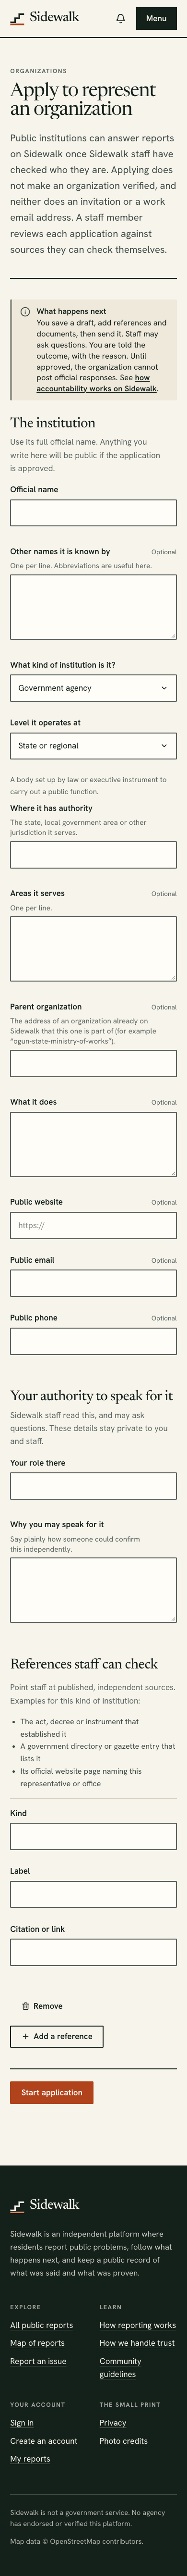 Sidewalk
Menu
ORGANIZATIONS
Apply to represent
an organization
Public institutions can answer reports
on Sidewalk once Sidewalk staff have
checked who they are. Applying does
not make an organization verified, and
neither does an invitation or a work
email address. A staff member
reviews each application against
sources they can check themselves.
What happens next
You save a draft, add references and
documents, then send it. Staff may
ask questions. You are told the
outcome, with the reason. Until
approved, the organization cannot
post official responses. See how
accountability works on Sidewalk.
The institution
Use its full official name. Anything you
write here will be public if the application
is approved.
Official name
Other names it is known by Optional
One per line. Abbreviations are useful here.
What kind of institution is it?
Government agency
Level it operates at
State or regional
A body set up by law or executive instrument to
carry out a public function.
Where it has authority
The state, local government area or other
jurisdiction it serves.
Areas it serves Optional
One per line.
Parent organization Optional
The address of an organization already on
Sidewalk that this one is part of (for example
“ogun-state-ministry-of-works”).
What it does Optional
Public website Optional
https://
Public email Optional
Public phone Optional
Your authority to speak for it
Sidewalk staff read this, and may ask
questions. These details stay private to you
and staff.
Your role there
Why you may speak for it
Say plainly how someone could confirm
this independently.
References staff can check
Point staff at published, independent sources.
Examples for this kind of institution:
• The act, decree or instrument that
established it
• A government directory or gazette entry that
lists it
• Its official website page naming this
representative or office
Kind
Label
Citation or link
Remove
+ Add a reference
Start application
Sidewalk
Sidewalk is an independent platform where
residents report public problems, follow what
happens next, and keep a public record of
what was said and what was proven.
EXPLORE
All public reports
Map of reports
Report an issue
LEARN
How reporting works
How we handle trust
Community
guidelines
YOUR ACCOUNT
Sign in
Create an account
My reports
THE SMALL PRINT
Privacy
Photo credits
Sidewalk is not a government service. No agency
has endorsed or verified this platform.
Map data © OpenStreetMap contributors.